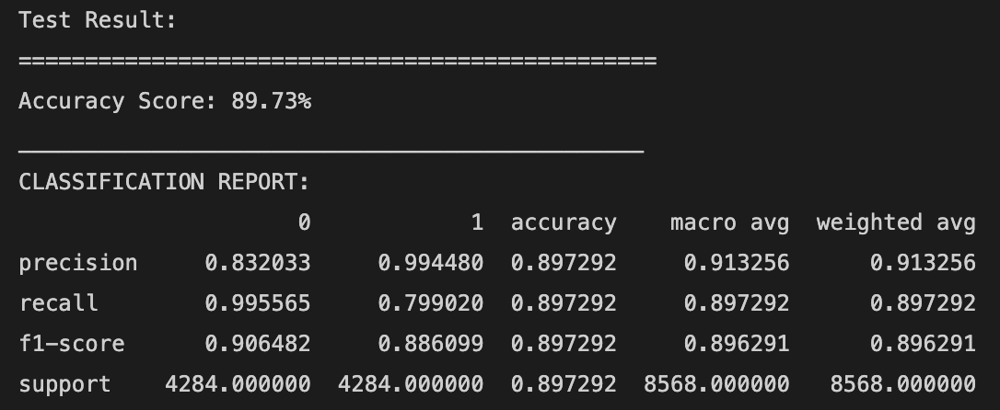 Test Result:
================================================
Accuracy Score: 89.73%
_______________________________________________
CLASSIFICATION REPORT:
0 1 accuracy macro avg weighted avg
precision 0.832033 0.994480 0.897292 0.913256 0.913256
recall 0.995565 0.799020 0.897292 0.897292 0.897292
f1-score 0.906482 0.886099 0.897292 0.896291 0.896291
support 4284.000000 4284.000000 0.897292 8568.000000 8568.000000